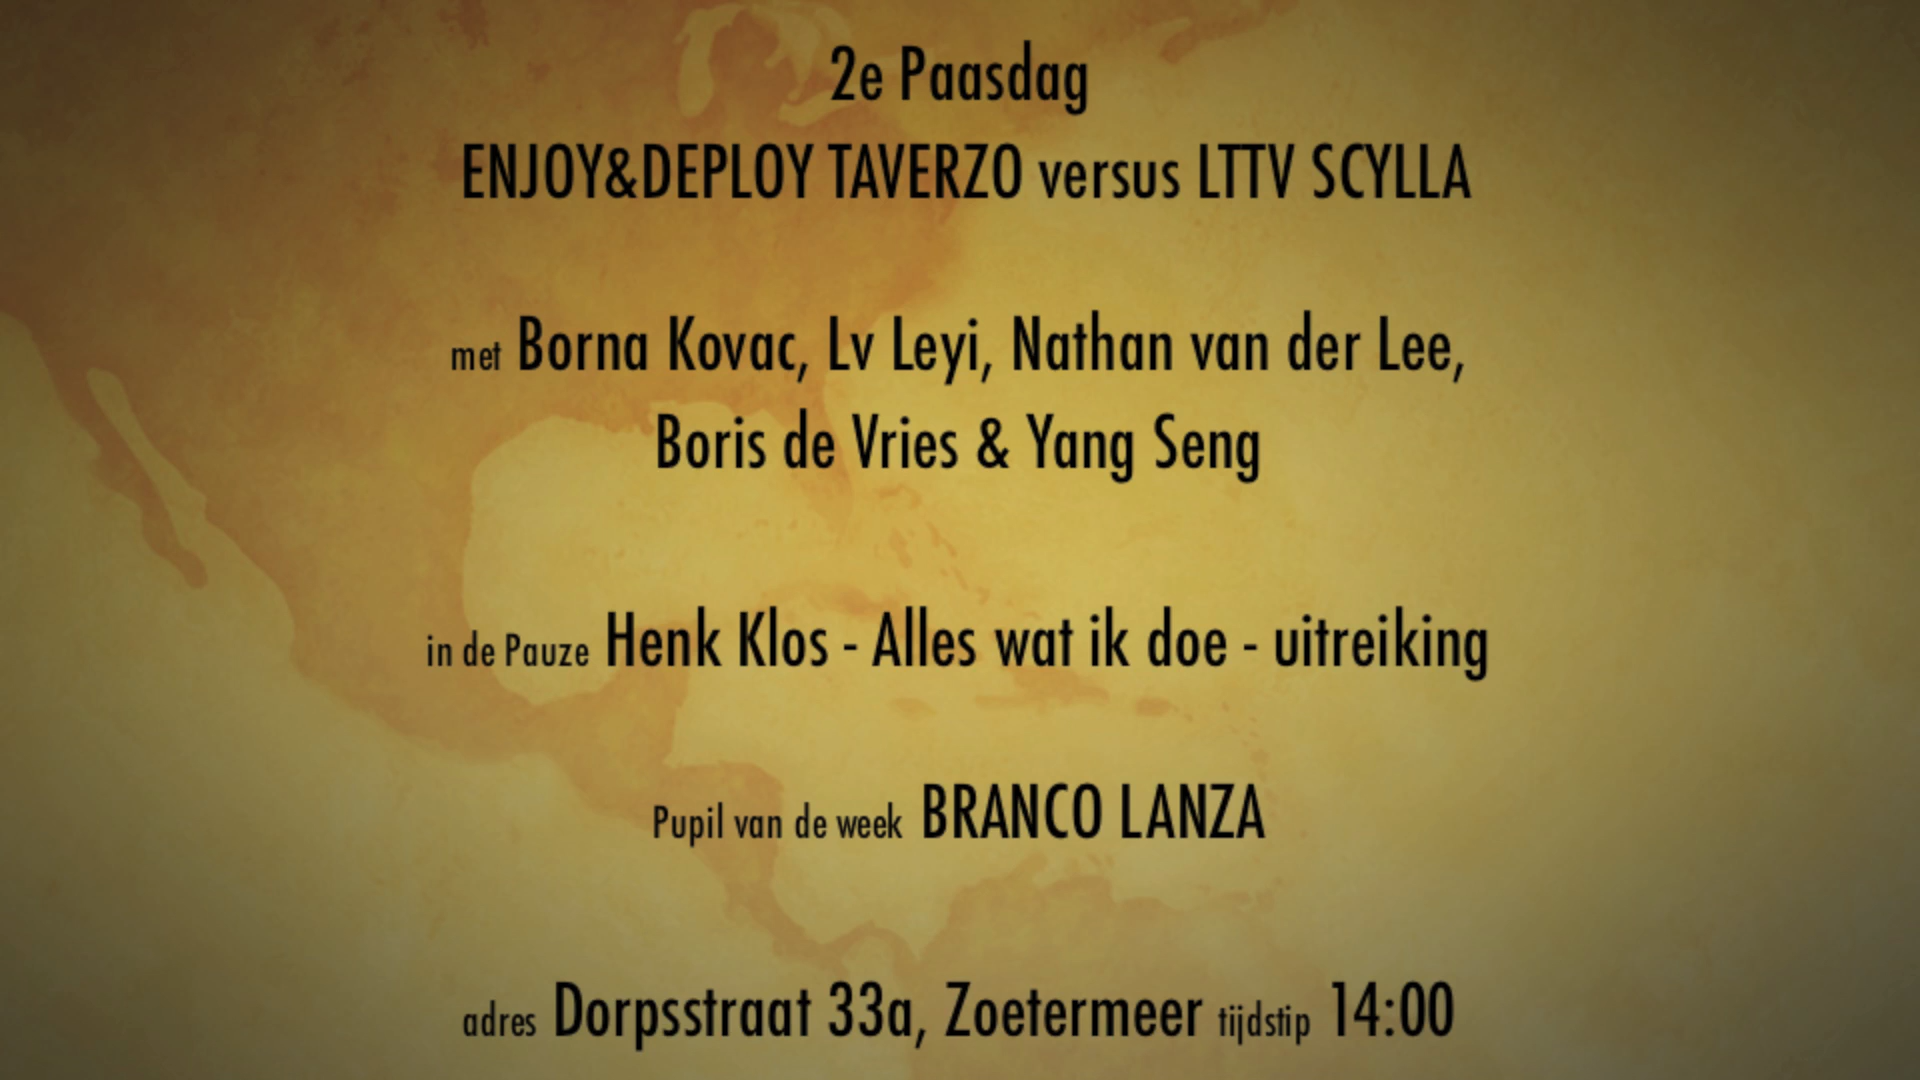 2e Paasdag
ENJOY&DEPLOY TAVERZO versus LTTV SCYLLA
met Borna Kovac, Lv Leyi, Nathan van der Lee,
Boris de Vries & Yang Seng
in de Pauze Henk Klos - Alles wat ik doe - uitreiking
Pupil van de week BRANCO LANZA
adres Dorpsstraat 33a, Zoetermeer tijdstip 14:00